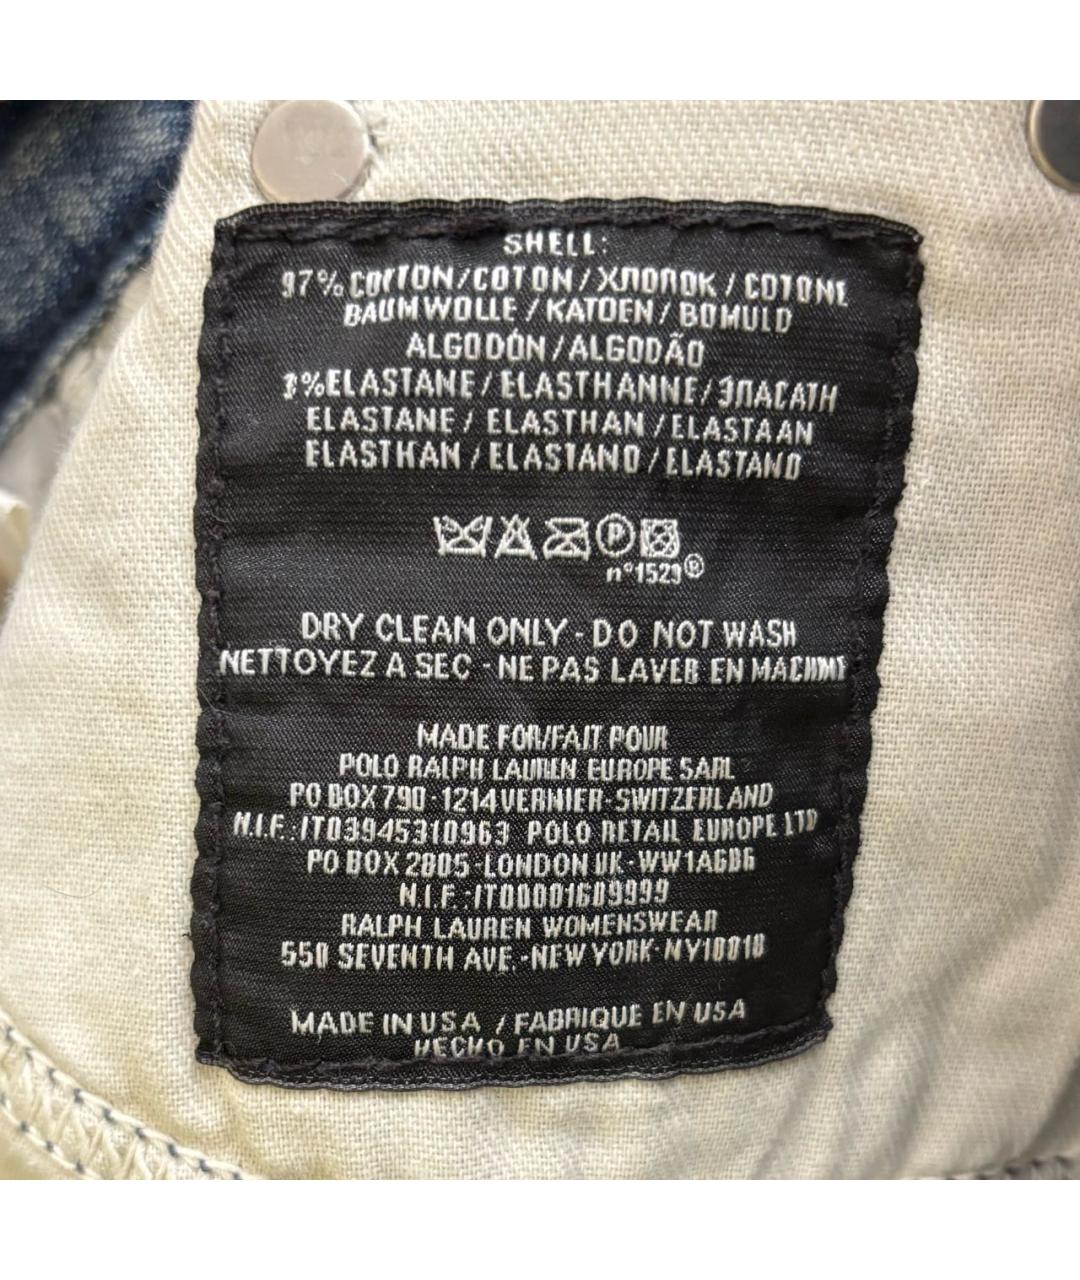 SHELL:
97% COTTON/COTON/ХЛОПОК/COTONE
BAUMWOLLE/KATOEN/BOMULD
ALGODÓN/ALGODÃO
3%ELASTANE/ELASTHANNE/ЭЛАСАТН
ELASTANE/ELASTHAN/ELASTAAN
ELASTHAN/ELASTANO/ELASTANO
P
n°1523®
DRY CLEAN ONLY - DO NOT WASH
NETTOYEZ A SEC - NE PAS LAVER EN MACHINE
MADE FOR/FAIT POUR
POLO RALPH LAUREN EUROPE SARL
PO BOX 790-1214 VERNIER-SWITZERLAND
N.I.F.:IT03945310963 POLO RETAIL EUROPE LTD
PO BOX 2805-LONDON UK-WW1A6DG
N.I.F.:IT00001609999
RALPH LAUREN WOMENSWEAR
550 SEVENTH AVE.-NEW YORK-NY10018
MADE IN USA / FABRIQUE EN USA
HECHO EN USA